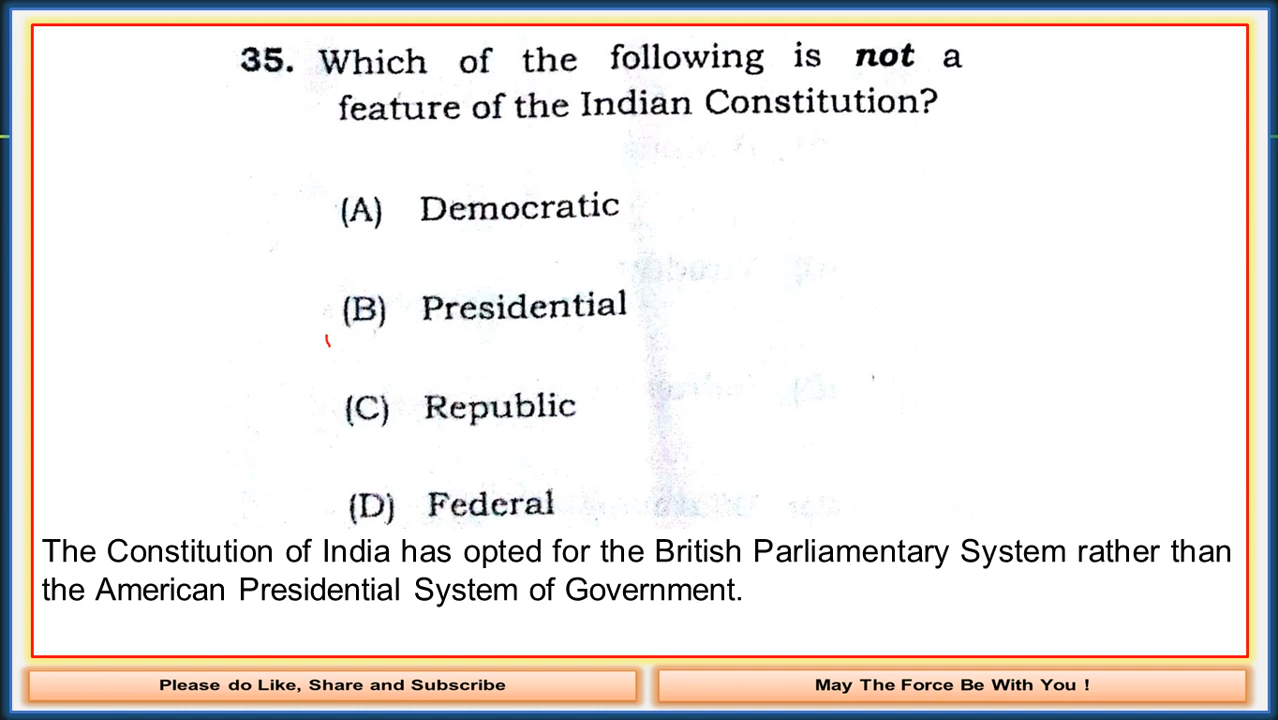 35. Which of the following is not a
feature of the Indian Constitution?
(A) Democratic
(B) Presidential
(C) Republic
(D) Federal
The Constitution of India has opted for the British Parliamentary System rather than
the American Presidential System of Government.
Please do Like, Share and Subscribe
May The Force Be With You !